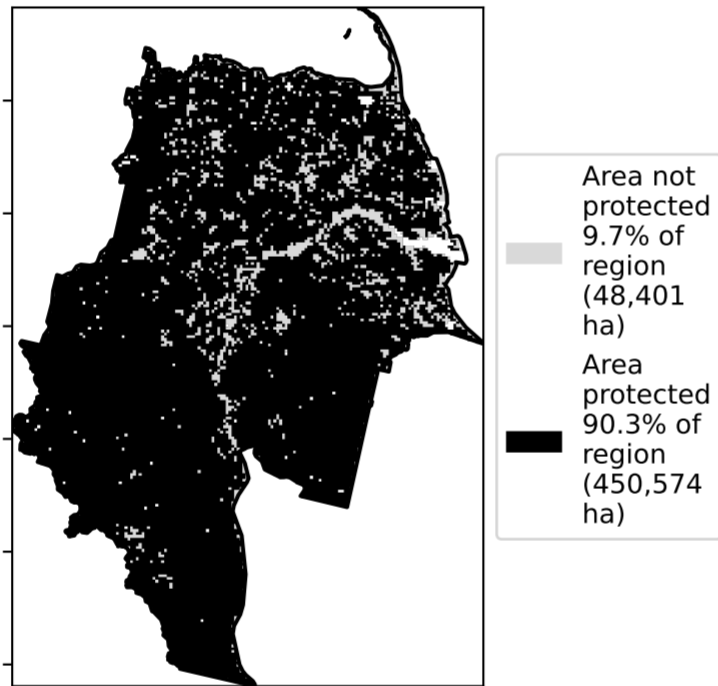 Area not
protected
9.7% of
region
(48,401
ha)
Area
protected
90.3% of
region
(450,574
ha)